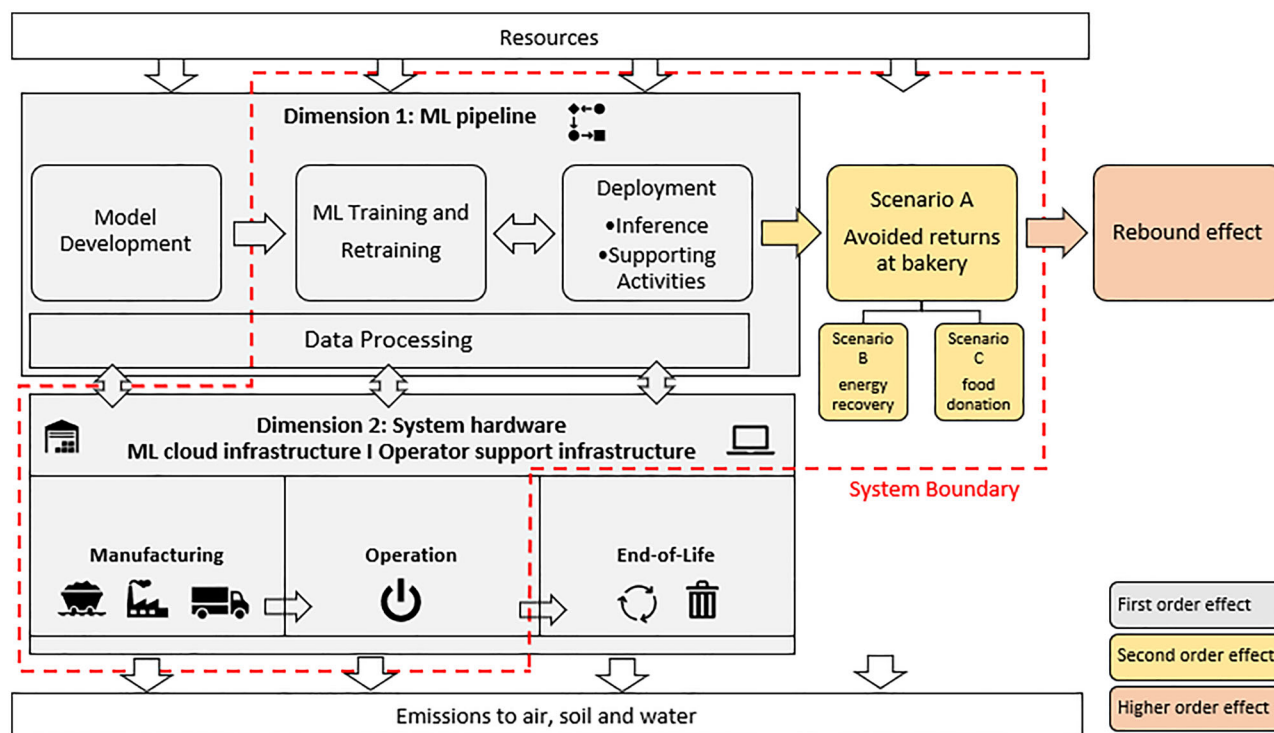 Resources
Dimension 1: ML pipeline
Model
Development
ML Training and
Retraining
Deployment
•Inference
•Supporting
Activities
Scenario A
Avoided returns
at bakery
Rebound effect
Scenario
B
energy
recovery
Scenario
C
food
donation
Data Processing
Dimension 2: System hardware
ML cloud infrastructure I Operator support infrastructure
System Boundary
Manufacturing
Operation
End-of-Life
First order effect
Second order effect
Higher order effect
Emissions to air, soil and water